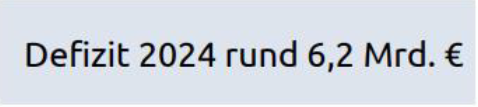 Defizit 2024 rund 6,2 Mrd. €